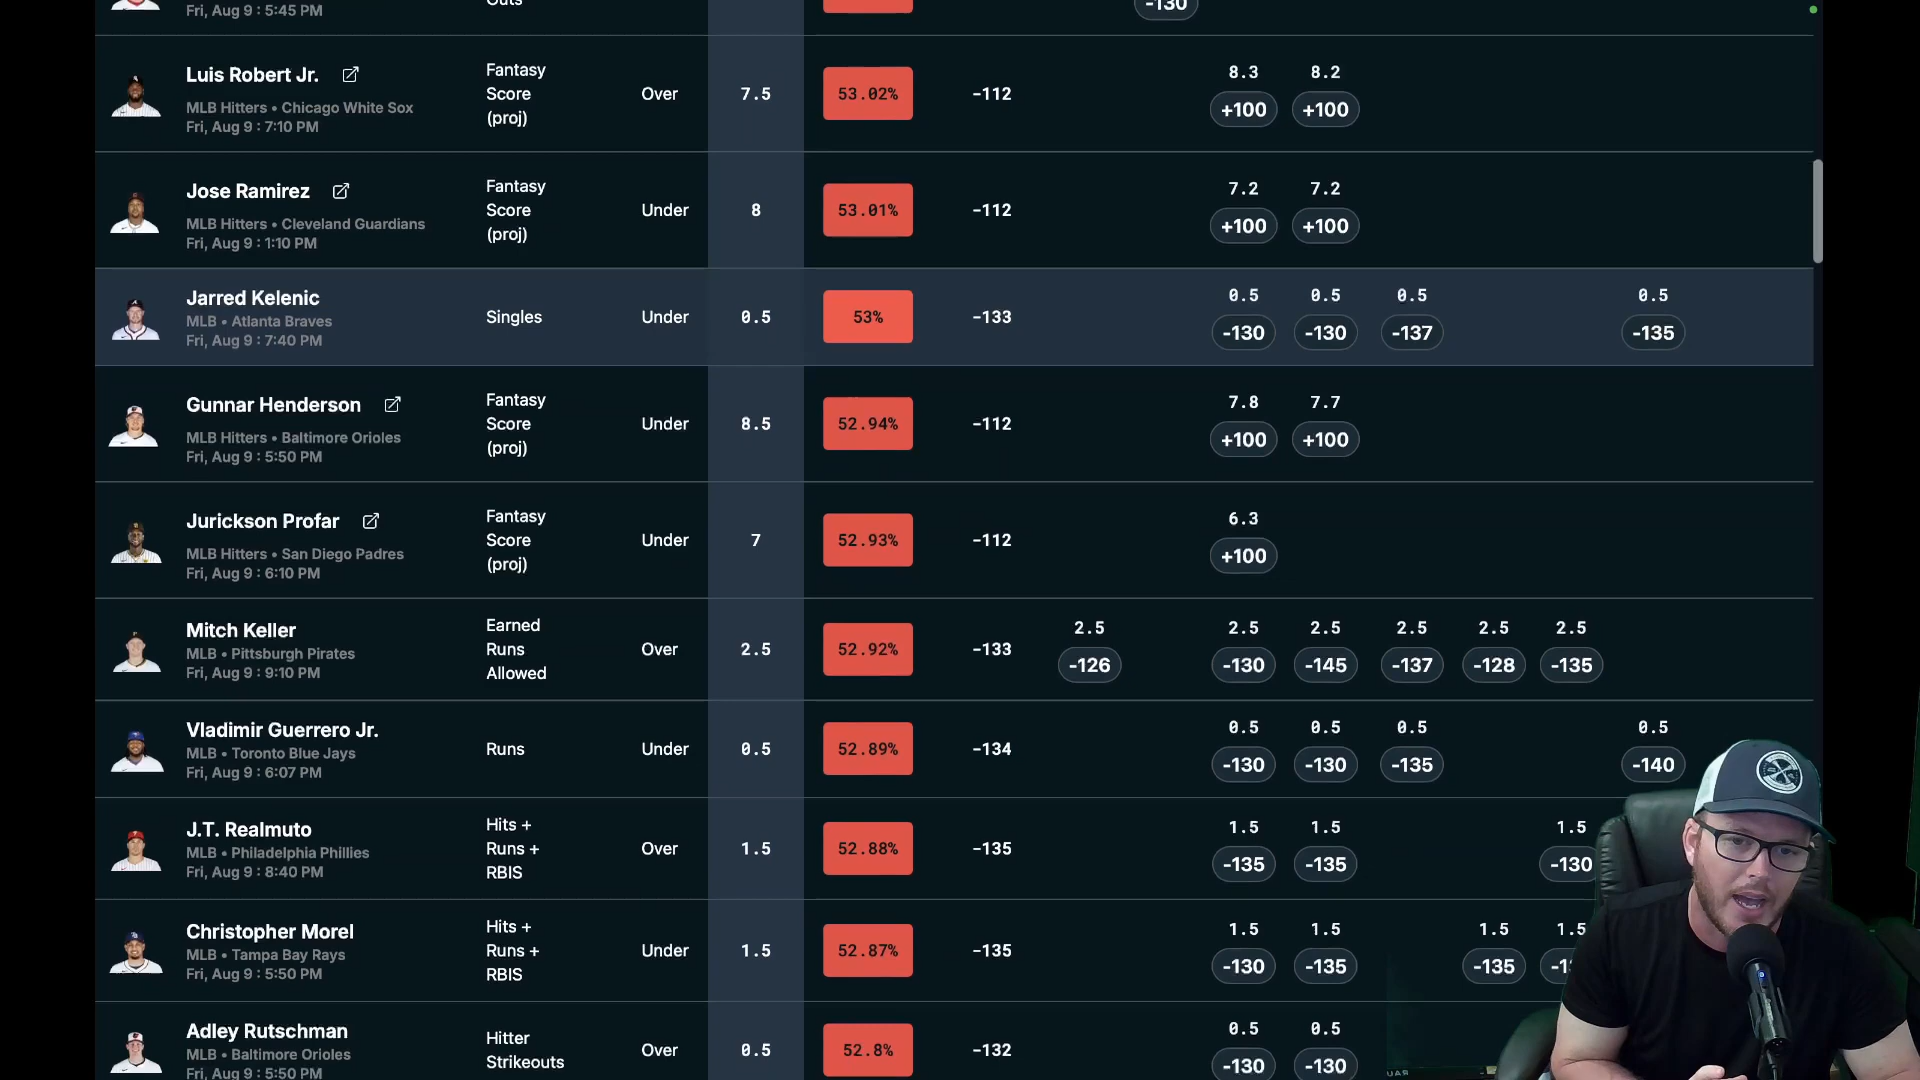 Fri, Aug 9 : 5:45 PM
Outs
-130
Luis Robert Jr.
MLB Hitters • Chicago White Sox
Fri, Aug 9 : 7:10 PM
Fantasy
Score
(proj)
Over
7.5
53.02%
-112
8.3
+100
8.2
+100
Jose Ramirez
MLB Hitters • Cleveland Guardians
Fri, Aug 9 : 1:10 PM
Fantasy
Score
(proj)
Under
8
53.01%
-112
7.2
+100
7.2
+100
Jarred Kelenic
MLB • Atlanta Braves
Fri, Aug 9 : 7:40 PM
Singles
Under
0.5
53%
-133
0.5
-130
0.5
-130
0.5
-137
0.5
-135
Gunnar Henderson
MLB Hitters • Baltimore Orioles
Fri, Aug 9 : 5:50 PM
Fantasy
Score
(proj)
Under
8.5
52.94%
-112
7.8
+100
7.7
+100
Jurickson Profar
MLB Hitters • San Diego Padres
Fri, Aug 9 : 6:10 PM
Fantasy
Score
(proj)
Under
7
52.93%
-112
6.3
+100
Mitch Keller
MLB • Pittsburgh Pirates
Fri, Aug 9 : 9:10 PM
Earned
Runs
Allowed
Over
2.5
52.92%
-133
2.5
-126
2.5
-130
2.5
-145
2.5
-137
2.5
-128
2.5
-135
Vladimir Guerrero Jr.
MLB • Toronto Blue Jays
Fri, Aug 9 : 6:07 PM
Runs
Under
0.5
52.89%
-134
0.5
-130
0.5
-130
0.5
-135
0.5
-140
J.T. Realmuto
MLB • Philadelphia Phillies
Fri, Aug 9 : 8:40 PM
Hits +
Runs +
RBIS
Over
1.5
52.88%
-135
1.5
-135
1.5
-135
1.5
-130
Christopher Morel
MLB • Tampa Bay Rays
Fri, Aug 9 : 5:50 PM
Hits +
Runs +
RBIS
Under
1.5
52.87%
-135
1.5
-130
1.5
-135
1.5
-135
1.5
Adley Rutschman
MLB • Baltimore Orioles
Fri, Aug 9 : 5:50 PM
Hitter
Strikeouts
Over
0.5
52.8%
-132
0.5
-130
0.5
-130